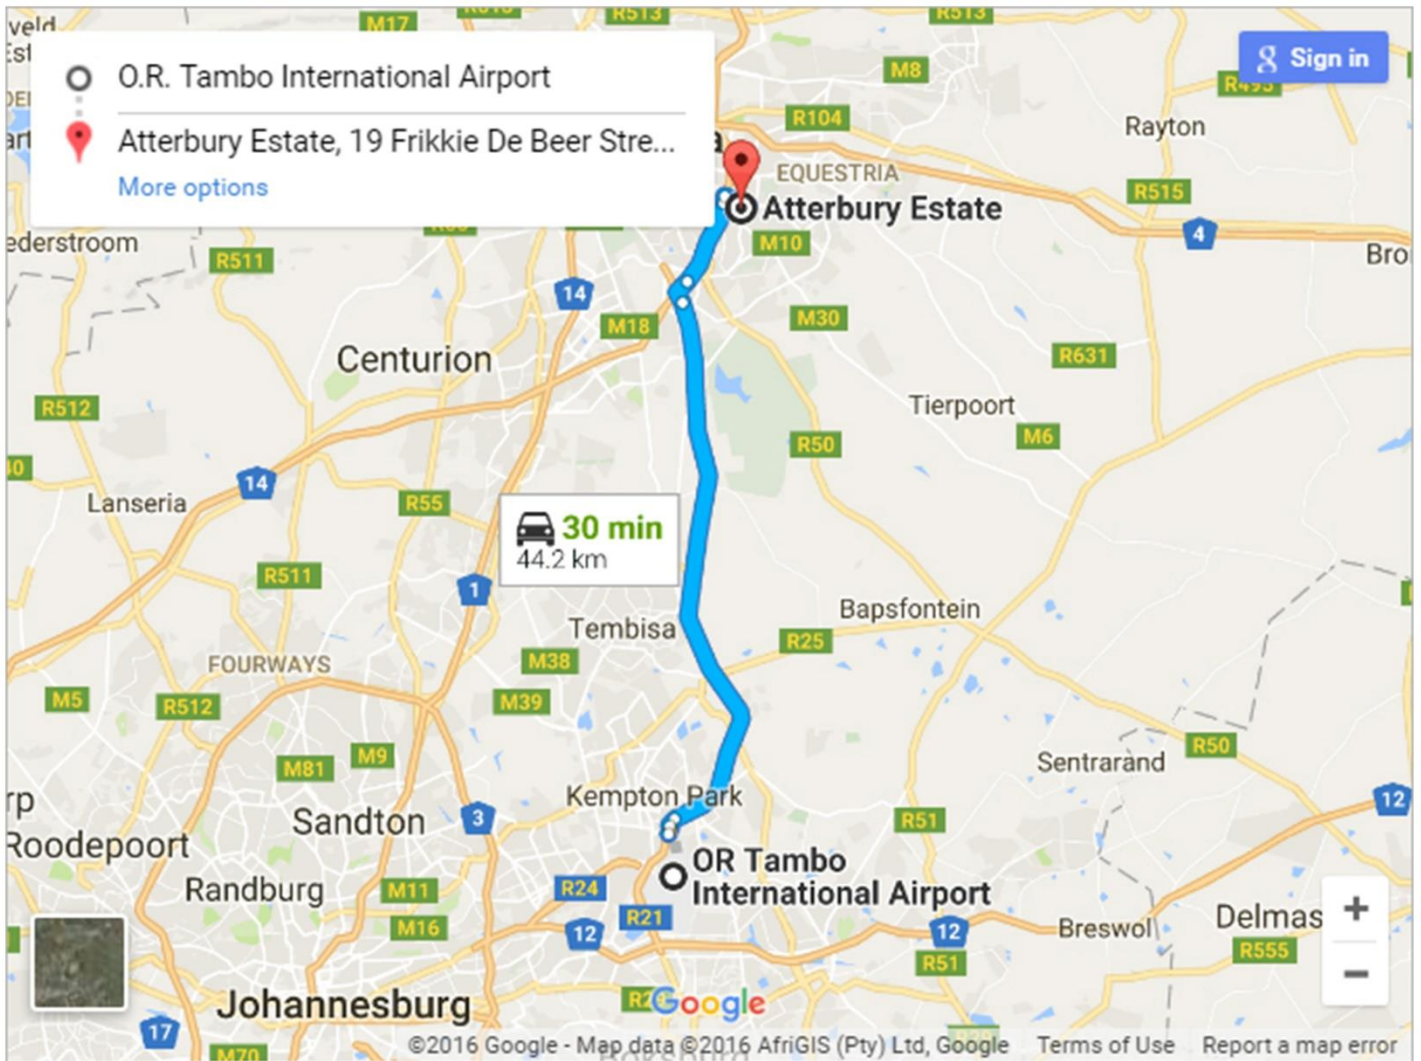 M17
R513
R513
veld
Est
O.R. Tambo International Airport
Atterbury Estate, 19 Frikkie De Beer Stre...
More options
Sign in
M8
R104
Rayton
EQUESTRIA
R515
Atterbury Estate
4
M10
ederstroom
R511
Bro
14
M18
M30
Centurion
R631
R512
Tierpoort
M6
R50
14
Lanseria
R55
30 min
44.2 km
R511
1
Bapsfontein
Tembisa
R25
FOURWAYS
M38
M5
R512
M39
R50
M9
M81
Sentrarand
Kempton Park
12
rp
Sandton
3
R51
Roodepoort
OR Tambo
International Airport
Randburg
M11
R24
R21
M16
12
12
Breswol
Delmas
R51
R555
Johannesburg
Google
17
M70
©2016 Google - Map data ©2016 AfriGIS (Pty) Ltd, Google Terms of Use Report a map error